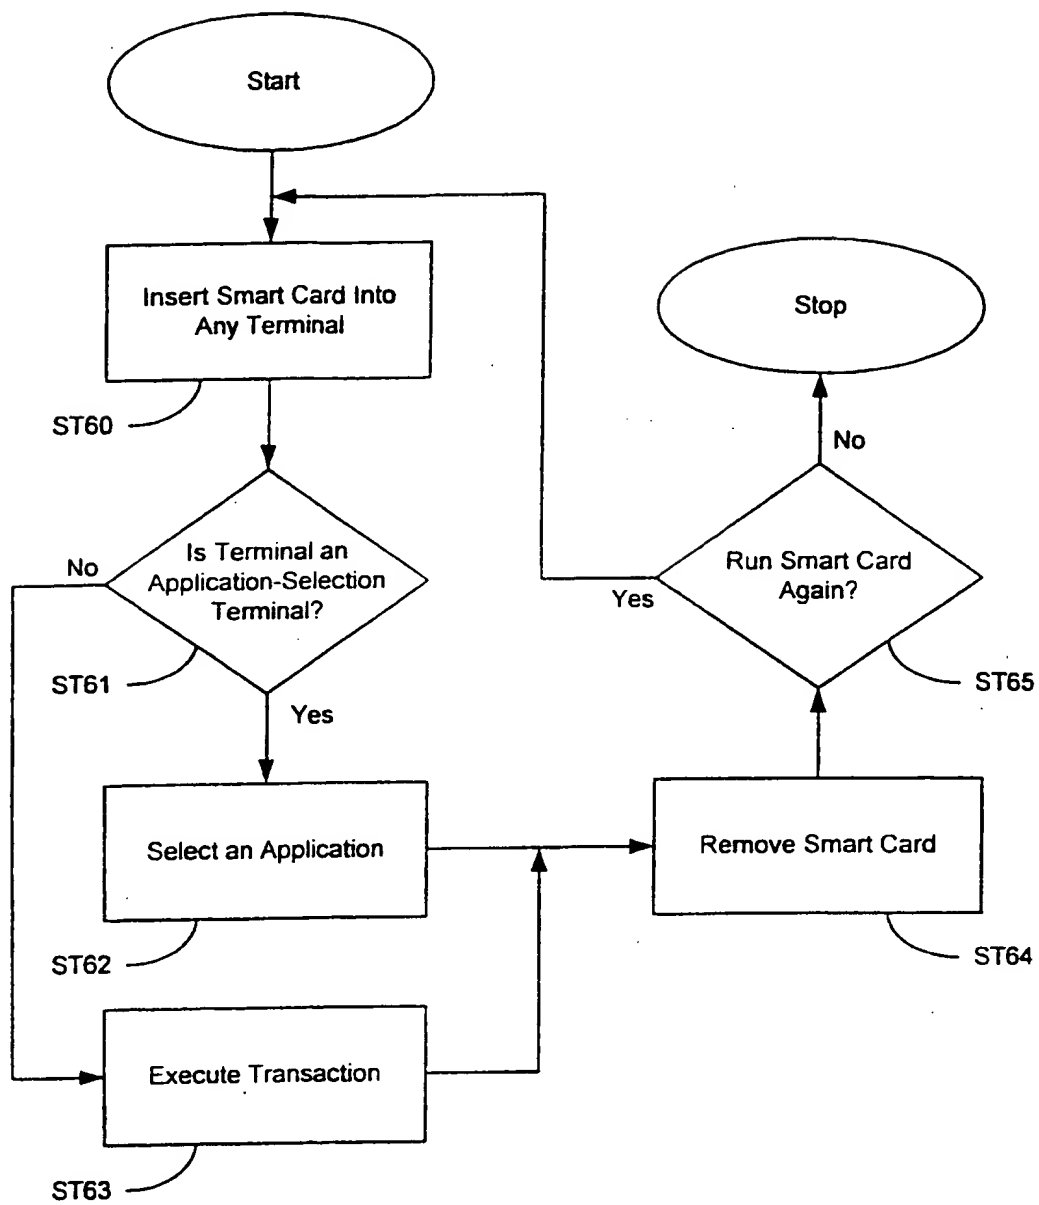 Start
Insert Smart Card Into
Any Terminal
ST60
Is Terminal an
Application-Selection
Terminal?
No
ST61
Yes
Select an Application
ST62
Execute Transaction
ST63
Remove Smart Card
ST64
Run Smart Card
Again?
Yes
ST65
No
Stop